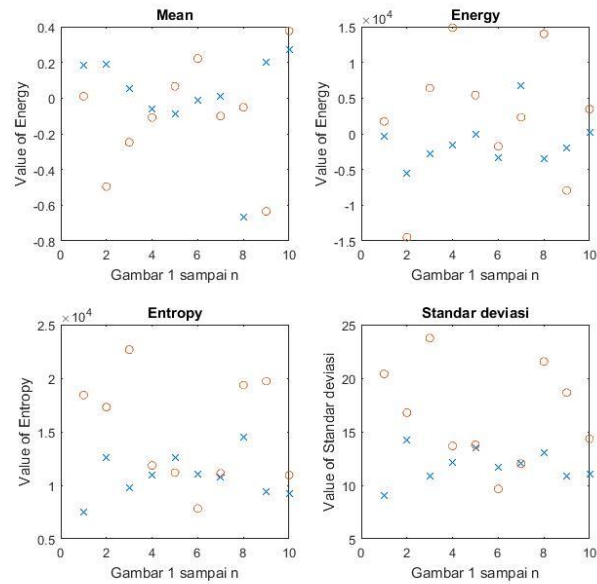 Mean
0.4
0.2
0
-0.2
-0.4
-0.6
-0.8
Value of Energy
0 2 4 6 8 10
Gambar 1 sampai n
Energy
×10⁴
1.5
1
0.5
0
-0.5
-1
-1.5
Value of Energy
0 2 4 6 8 10
Gambar 1 sampai n
Entropy
×10⁴
2.5
2
1.5
1
0.5
Value of Entropy
0 2 4 6 8 10
Gambar 1 sampai n
Standar deviasi
25
20
15
10
5
Value of Standar deviasi
0 2 4 6 8 10
Gambar 1 sampai n